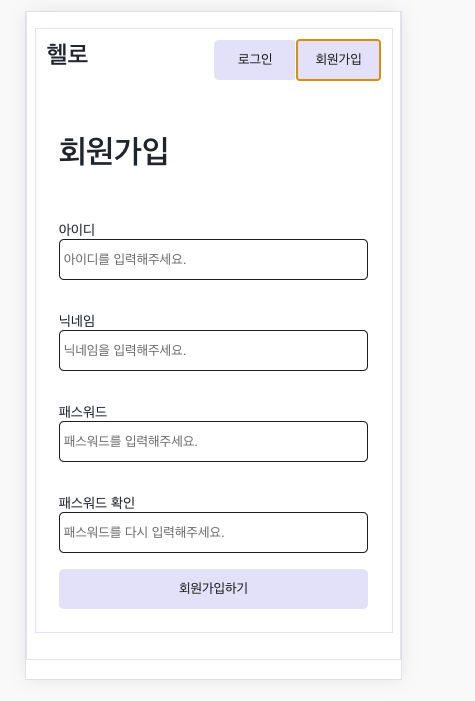 헬로
로그인
회원가입
회원가입
아이디
아이디를 입력해주세요.
닉네임
닉네임을 입력해주세요.
패스워드
패스워드를 입력해주세요.
패스워드 확인
패스워드를 다시 입력해주세요.
회원가입하기